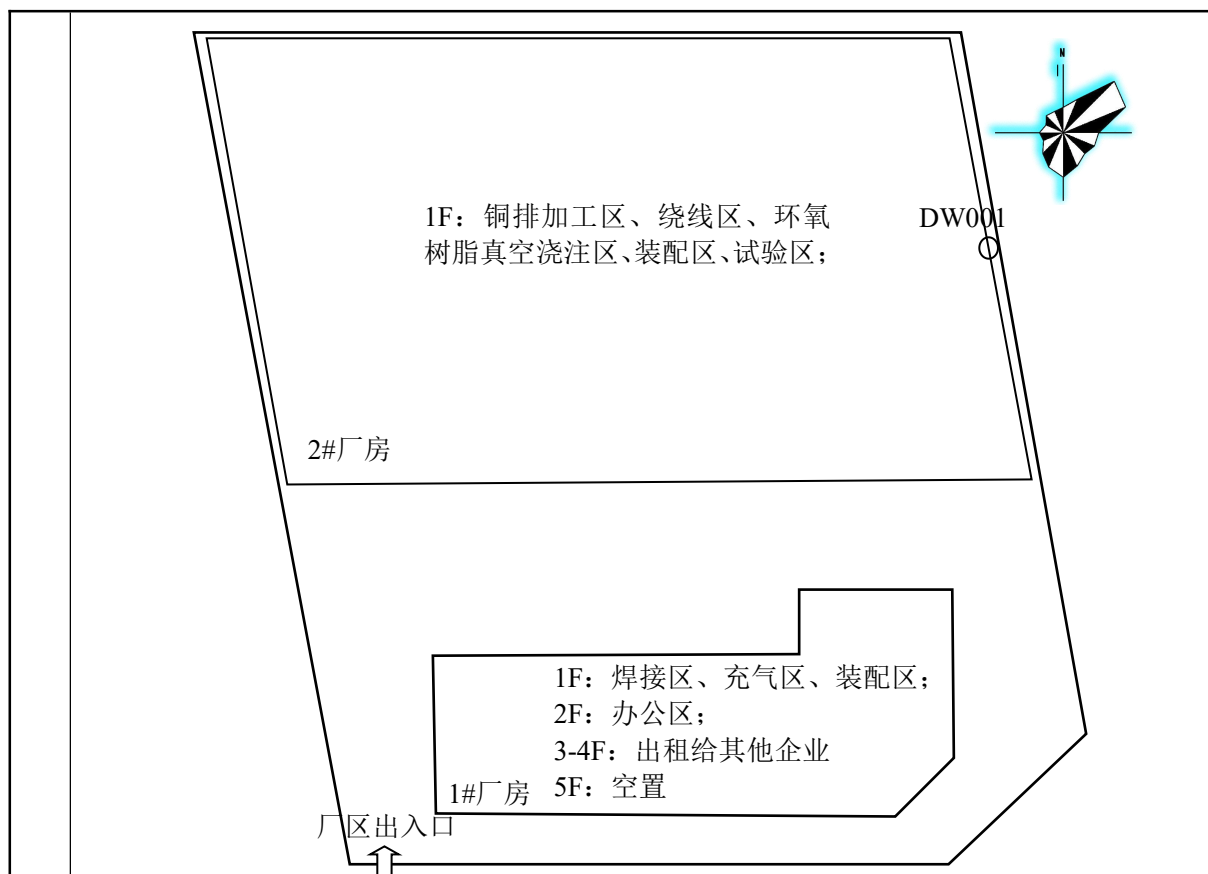 N
1F：铜排加工区、绕线区、环氧
树脂真空浇注区、装配区、试验区；
DW001
2#厂房
1F：焊接区、充气区、装配区；
2F：办公区；
3-4F：出租给其他企业
5F：空置
1#厂房
厂区出入口